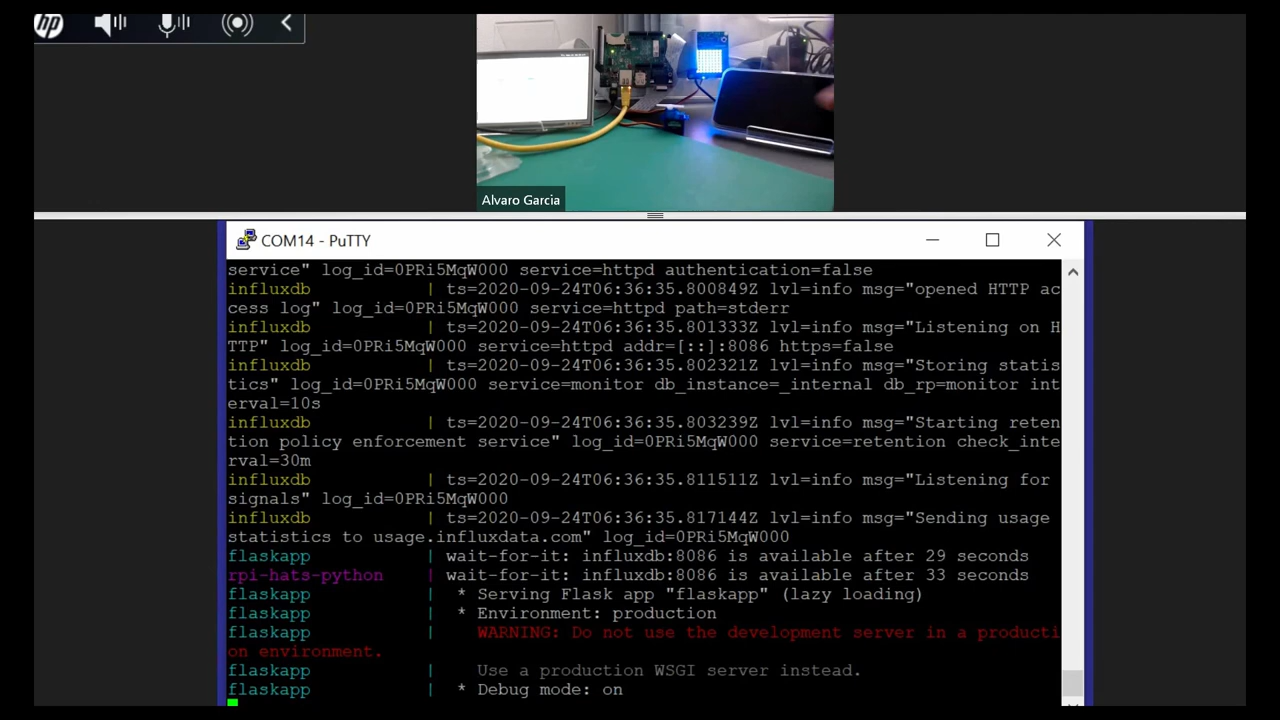 hp
Alvaro Garcia
COM14 - PuTTY
service" log_id=0PRi5MqW000 service=httpd authentication=false
influxdb | ts=2020-09-24T06:36:35.800849Z lvl=info msg="opened HTTP ac
cess log" log_id=0PRi5MqW000 service=httpd path=stderr
influxdb | ts=2020-09-24T06:36:35.801333Z lvl=info msg="Listening on H
TTP" log_id=0PRi5MqW000 service=httpd addr=[::]:8086 https=false
influxdb | ts=2020-09-24T06:36:35.802321Z lvl=info msg="Storing statis
tics" log_id=0PRi5MqW000 service=monitor db_instance=_internal db_rp=monitor int
erval=10s
influxdb | ts=2020-09-24T06:36:35.803239Z lvl=info msg="Starting reten
tion policy enforcement service" log_id=0PRi5MqW000 service=retention check_inte
rval=30m
influxdb | ts=2020-09-24T06:36:35.811511Z lvl=info msg="Listening for
signals" log_id=0PRi5MqW000
influxdb | ts=2020-09-24T06:36:35.817144Z lvl=info msg="Sending usage
statistics to usage.influxdata.com" log_id=0PRi5MqW000
flaskapp | wait-for-it: influxdb:8086 is available after 29 seconds
rpi-hats-python | wait-for-it: influxdb:8086 is available after 33 seconds
flaskapp | * Serving Flask app "flaskapp" (lazy loading)
flaskapp | * Environment: production
flaskapp | WARNING: Do not use the development server in a producti
on environment.
flaskapp | Use a production WSGI server instead.
flaskapp | * Debug mode: on